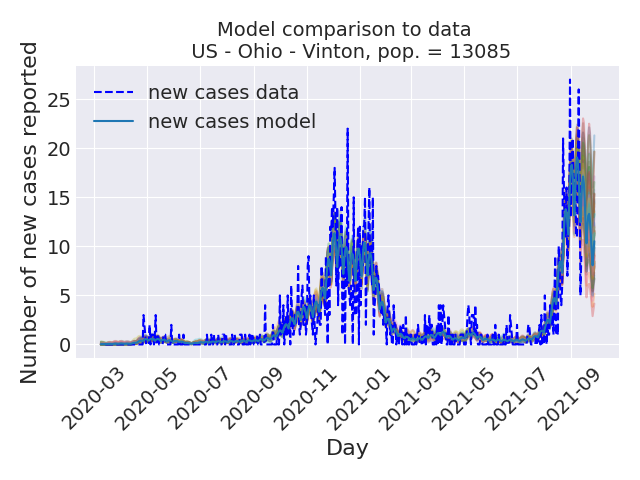 Model comparison to data
US - Ohio - Vinton, pop. = 13085
Number of new cases reported
25
20
15
10
5
0
new cases data
new cases model
2020-03
2020-05
2020-07
2020-09
2020-11
2021-01
2021-03
2021-05
2021-07
2021-09
Day